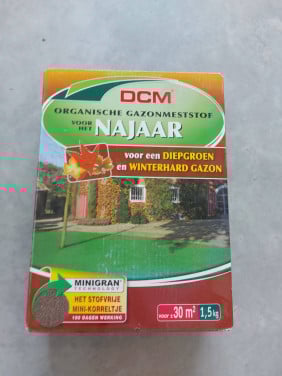 DCM®
ORGANISCHE GAZONMESTSTOF
VOOR HET NAJAAR
voor een DIEPGROEN
en WINTERHARD GAZON
MINIGRAN®
TECHNOLOGY
HET STOFVRIJE
MINI-KORRELTJE
100 DAGEN WERKING
voor ± 30 m² 1,5 kg